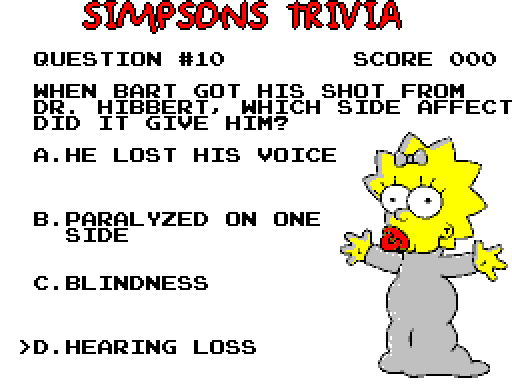 SIMPSONS TRIVIA
QUESTION #10 SCORE 000
WHEN BART GOT HIS SHOT FROM
DR. HIBBERT, WHICH SIDE AFFECT
DID IT GIVE HIM?
A.HE LOST HIS VOICE
B.PARALYZED ON ONE
SIDE
C.BLINDNESS
>D.HEARING LOSS